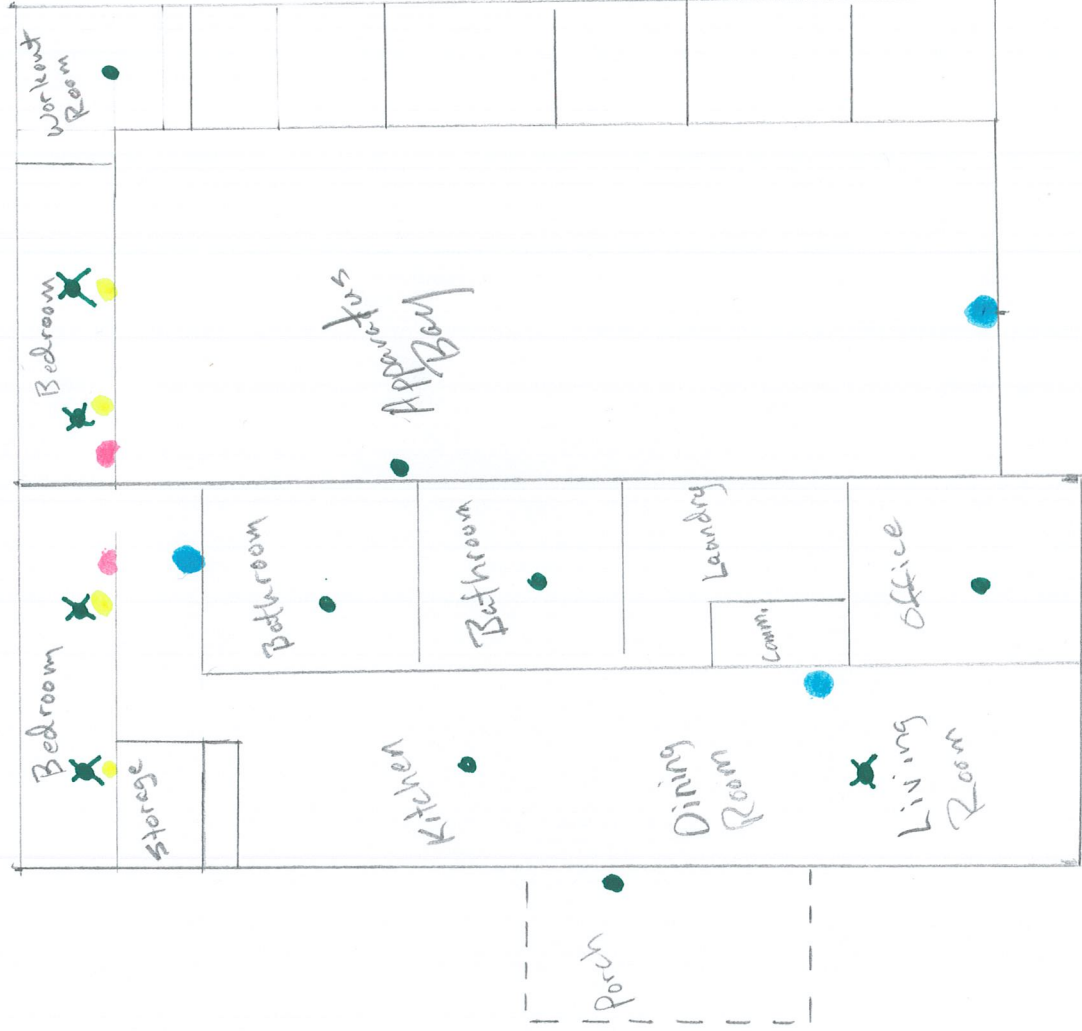 Workout
Room
Bedroom
Apparatus
Bay
Bedroom
Storage
Bathroom
Bathroom
Laundry
Comm.
Office
Kitchen
Dining
Room
Living
Room
Porch